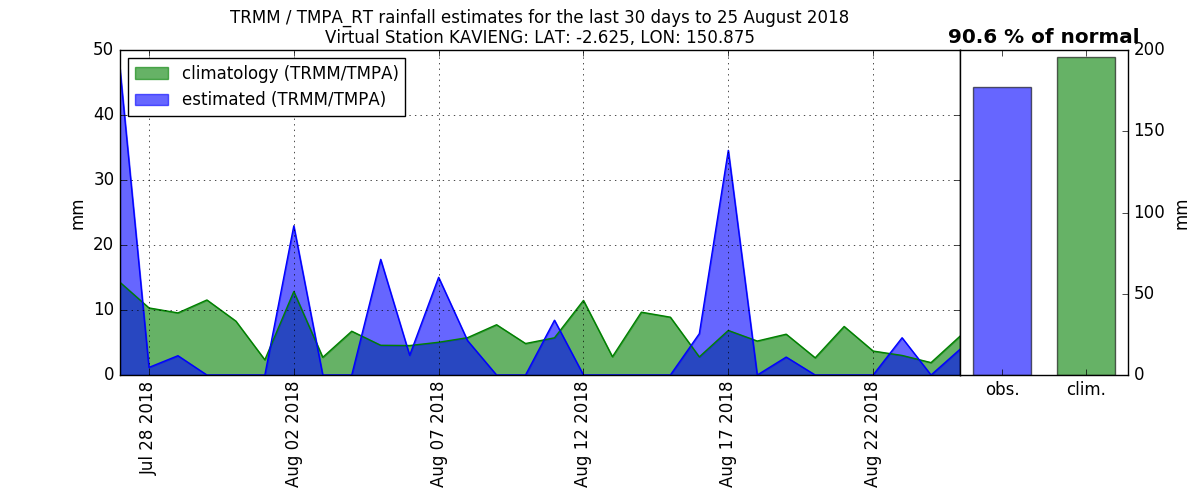 TRMM / TMPA_RT rainfall estimates for the last 30 days to 25 August 2018
Virtual Station KAVIENG: LAT: -2.625, LON: 150.875
90.6 % of normal
climatology (TRMM/TMPA)
estimated (TRMM/TMPA)
50
40
30
20
10
0
mm
Jul 28 2018
Aug 02 2018
Aug 07 2018
Aug 12 2018
Aug 17 2018
Aug 22 2018
200
150
100
50
0
mm
obs.
clim.